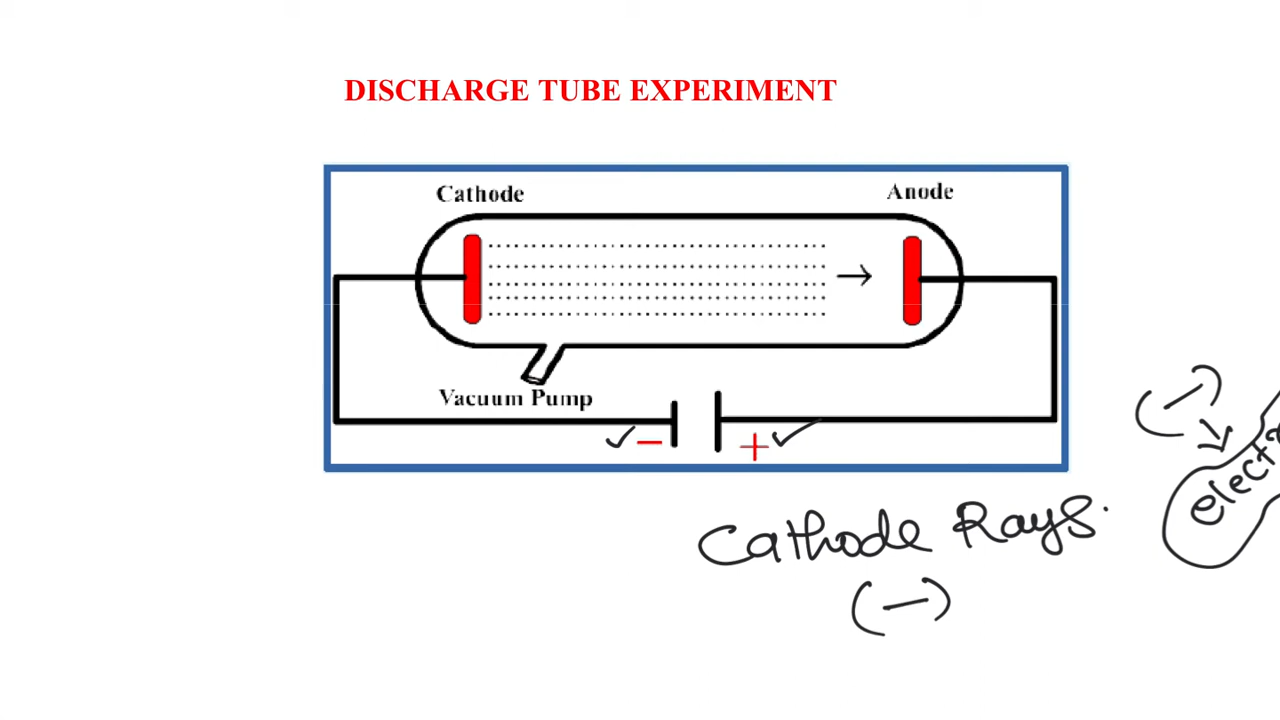 DISCHARGE TUBE EXPERIMENT
Cathode
Anode
Vacuum Pump
− +
(−)
Cathode Rays.
(−)